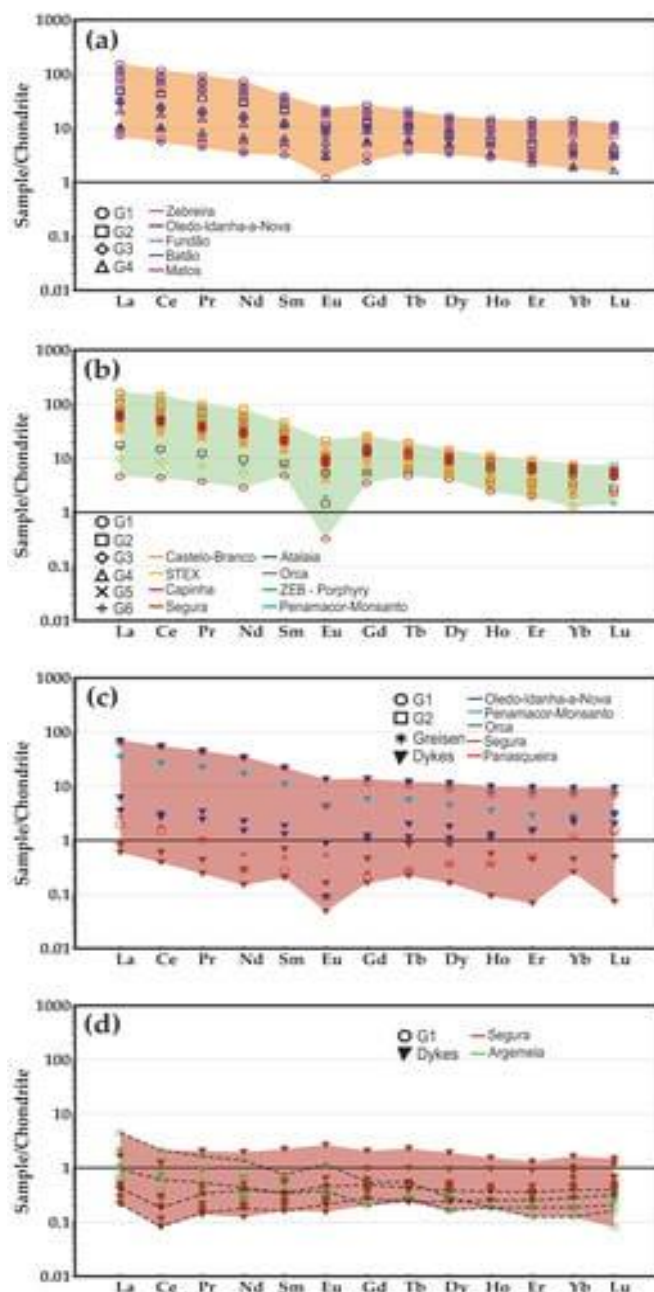 (a)
Sample/Chondrite
1000
100
10
1
0.1
0.01
G1
G2
G3
G4
Zebreira
Oledo-Idanha-a-Nova
Fundão
Batão
Matos
La Ce Pr Nd Sm Eu Gd Tb Dy Ho Er Yb Lu
(b)
Sample/Chondrite
1000
100
10
1
0.1
0.01
G1
G2
G3
G4
G5
G6
Castelo-Branco
STEX
Capinha
Segura
Atalaia
Orca
ZEB - Porphyry
Penamacor-Monsanto
La Ce Pr Nd Sm Eu Gd Tb Dy Ho Er Yb Lu
(c)
Sample/Chondrite
1000
100
10
1
0.1
0.01
G1
G2
Greisen
Dykes
Oledo-Idanha-a-Nova
Penamacor-Monsanto
Orca
Segura
Panasqueira
La Ce Pr Nd Sm Eu Gd Tb Dy Ho Er Yb Lu
(d)
Sample/Chondrite
1000
100
10
1
0.1
0.01
G1
Dykes
Segura
Argemela
La Ce Pr Nd Sm Eu Gd Tb Dy Ho Er Yb Lu